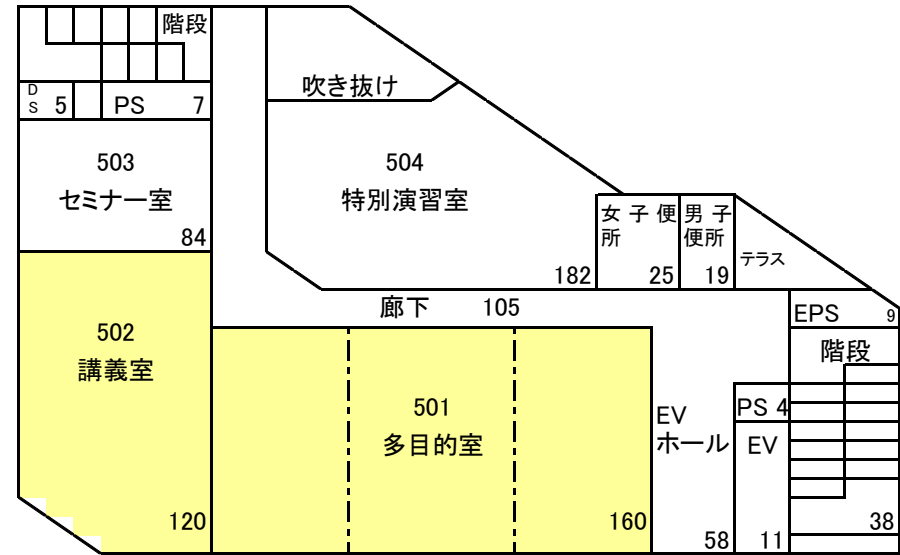 階段
吹き抜け
DS 5
PS 7
503
セミナー室
84
504
特別演習室
182
女子便所
25
男子
便所
19
テラス
廊下 105
EPS 9
階段
502
講義室
120
501
多目的室
160
EV
ホール
58
PS 4
EV
11
38